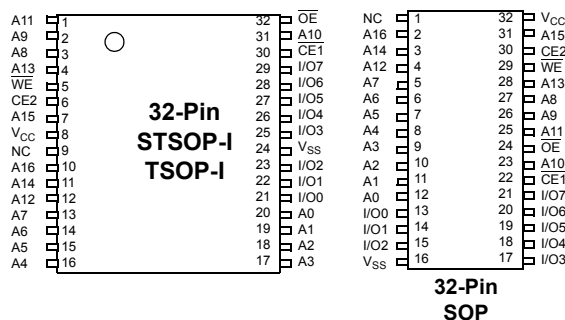 A11 1 32 OE
A9 2 31 A10
A8 3 30 CE1
A13 4 29 I/O7
WE 5 28 I/O6
CE2 6 27 I/O5
A15 7 26 I/O4
VCC 8 25 I/O3
NC 9 24 VSS
A16 10 23 I/O2
A14 11 22 I/O1
A12 12 21 I/O0
A7 13 20 A0
A6 14 19 A1
A5 15 18 A2
A4 16 17 A3
32-Pin
STSOP-I
TSOP-I
NC 1 32 VCC
A16 2 31 A15
A14 3 30 CE2
A12 4 29 WE
A7 5 28 A13
A6 6 27 A8
A5 7 26 A9
A4 8 25 A11
A3 9 24 OE
A2 10 23 A10
A1 11 22 CE1
A0 12 21 I/O7
I/O0 13 20 I/O6
I/O1 14 19 I/O5
I/O2 15 18 I/O4
VSS 16 17 I/O3
32-Pin
SOP